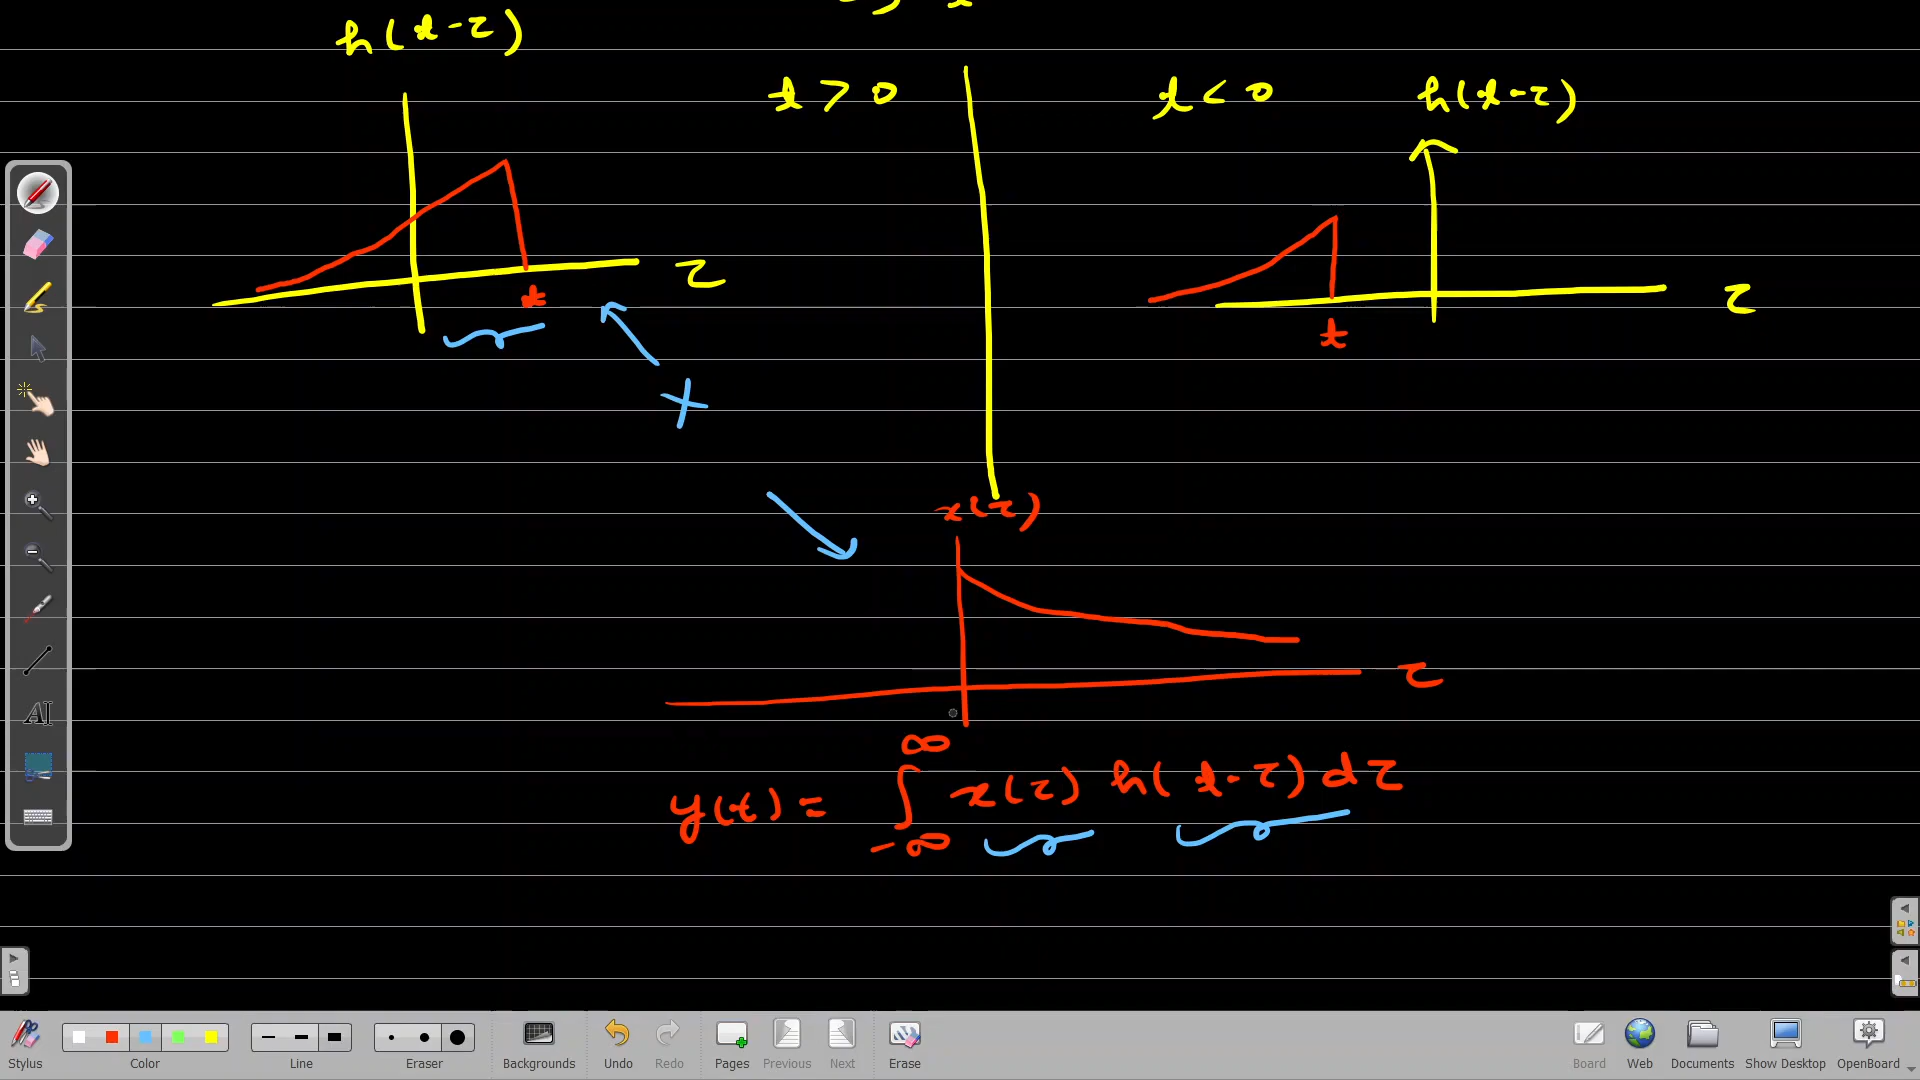 h(t-τ)
t > 0
t < 0
h(t-τ)
τ
t
τ
t
+
x(τ)
τ
y(t) = ∫_{-∞}^{∞} x(τ) h(t-τ) dτ
AI
Stylus
Color
Line
Eraser
Backgrounds
Undo
Redo
Pages
Previous
Next
Erase
Board
Web
Documents
Show Desktop
OpenBoard